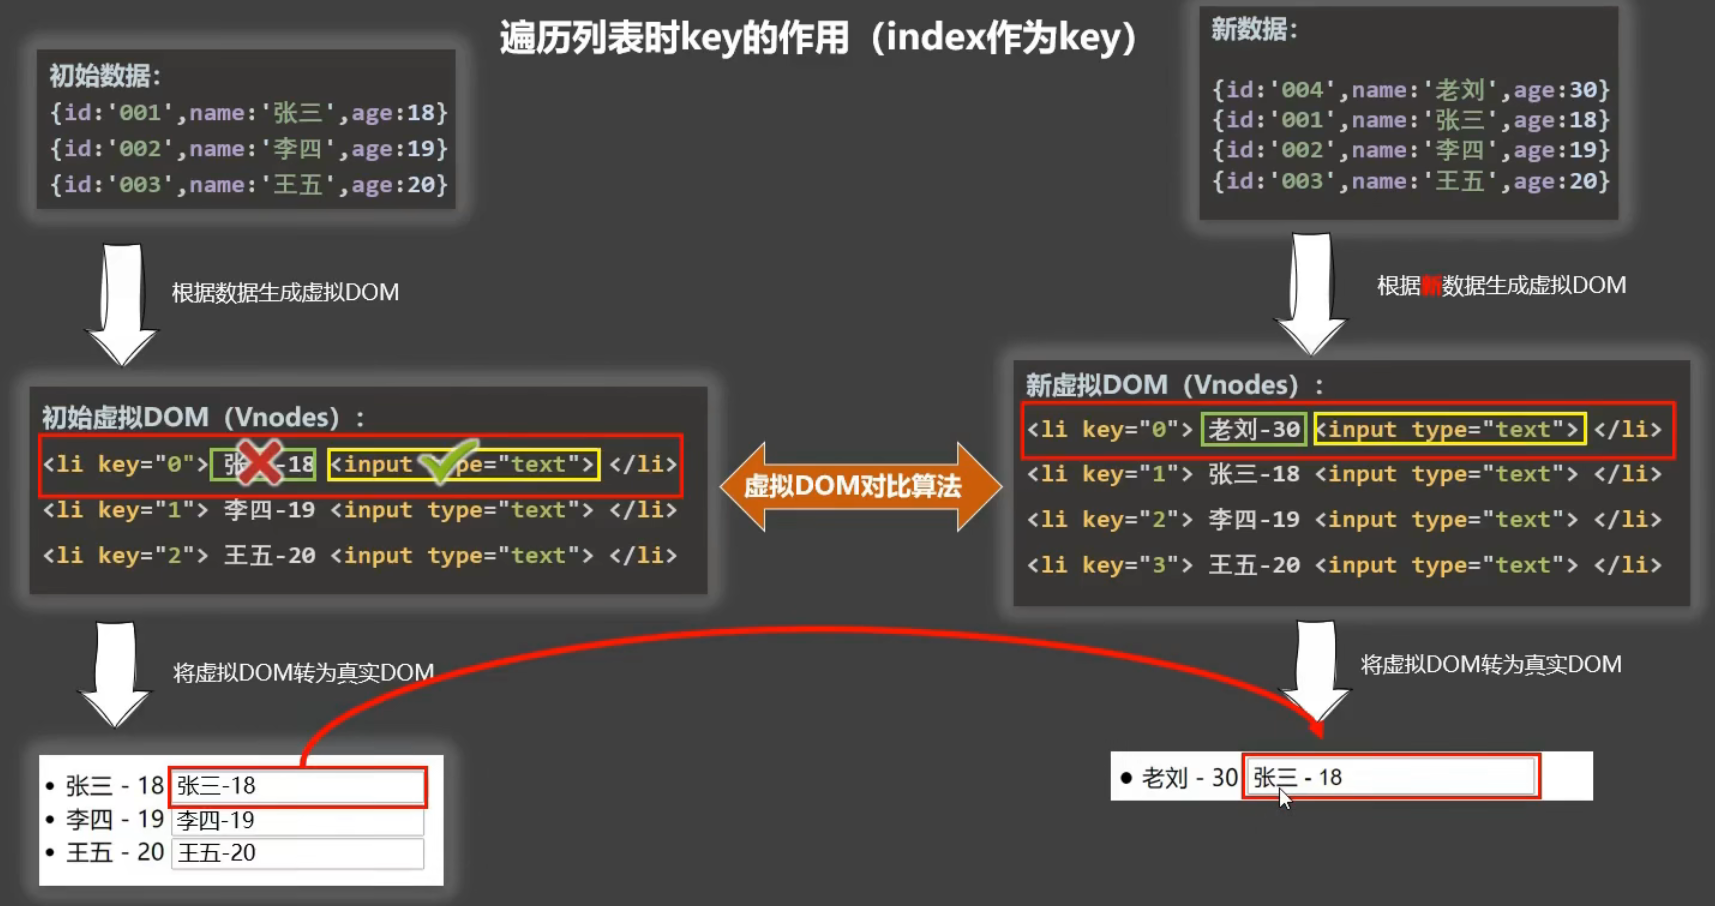 遍历列表时key的作用（index作为key）
初始数据：
{id:'001',name:'张三',age:18}
{id:'002',name:'李四',age:19}
{id:'003',name:'王五',age:20}
新数据：
{id:'004',name:'老刘',age:30}
{id:'001',name:'张三',age:18}
{id:'002',name:'李四',age:19}
{id:'003',name:'王五',age:20}
根据数据生成虚拟DOM
根据新数据生成虚拟DOM
初始虚拟DOM（Vnodes）：
<li key="0"> 张三-18 <input type="text"> </li>
<li key="1"> 李四-19 <input type="text"> </li>
<li key="2"> 王五-20 <input type="text"> </li>
虚拟DOM对比算法
新虚拟DOM（Vnodes）：
<li key="0"> 老刘-30 <input type="text"> </li>
<li key="1"> 张三-18 <input type="text"> </li>
<li key="2"> 李四-19 <input type="text"> </li>
<li key="3"> 王五-20 <input type="text"> </li>
将虚拟DOM转为真实DOM
将虚拟DOM转为真实DOM
• 张三 - 18 张三-18
• 李四 - 19 李四-19
• 王五 - 20 王五-20
• 老刘 - 30 张三 - 18